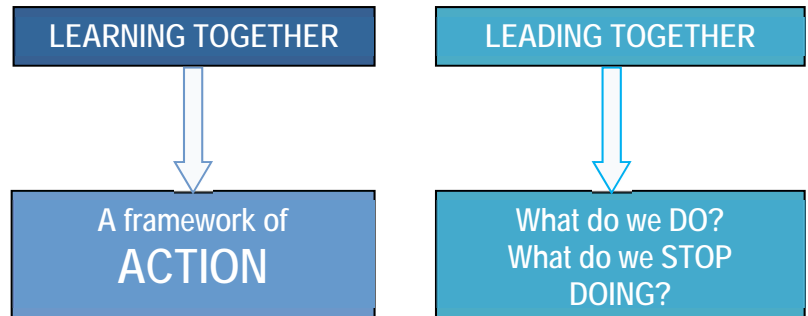 LEARNING TOGETHER
LEADING TOGETHER
A framework of
ACTION
What do we DO?
What do we STOP
DOING?